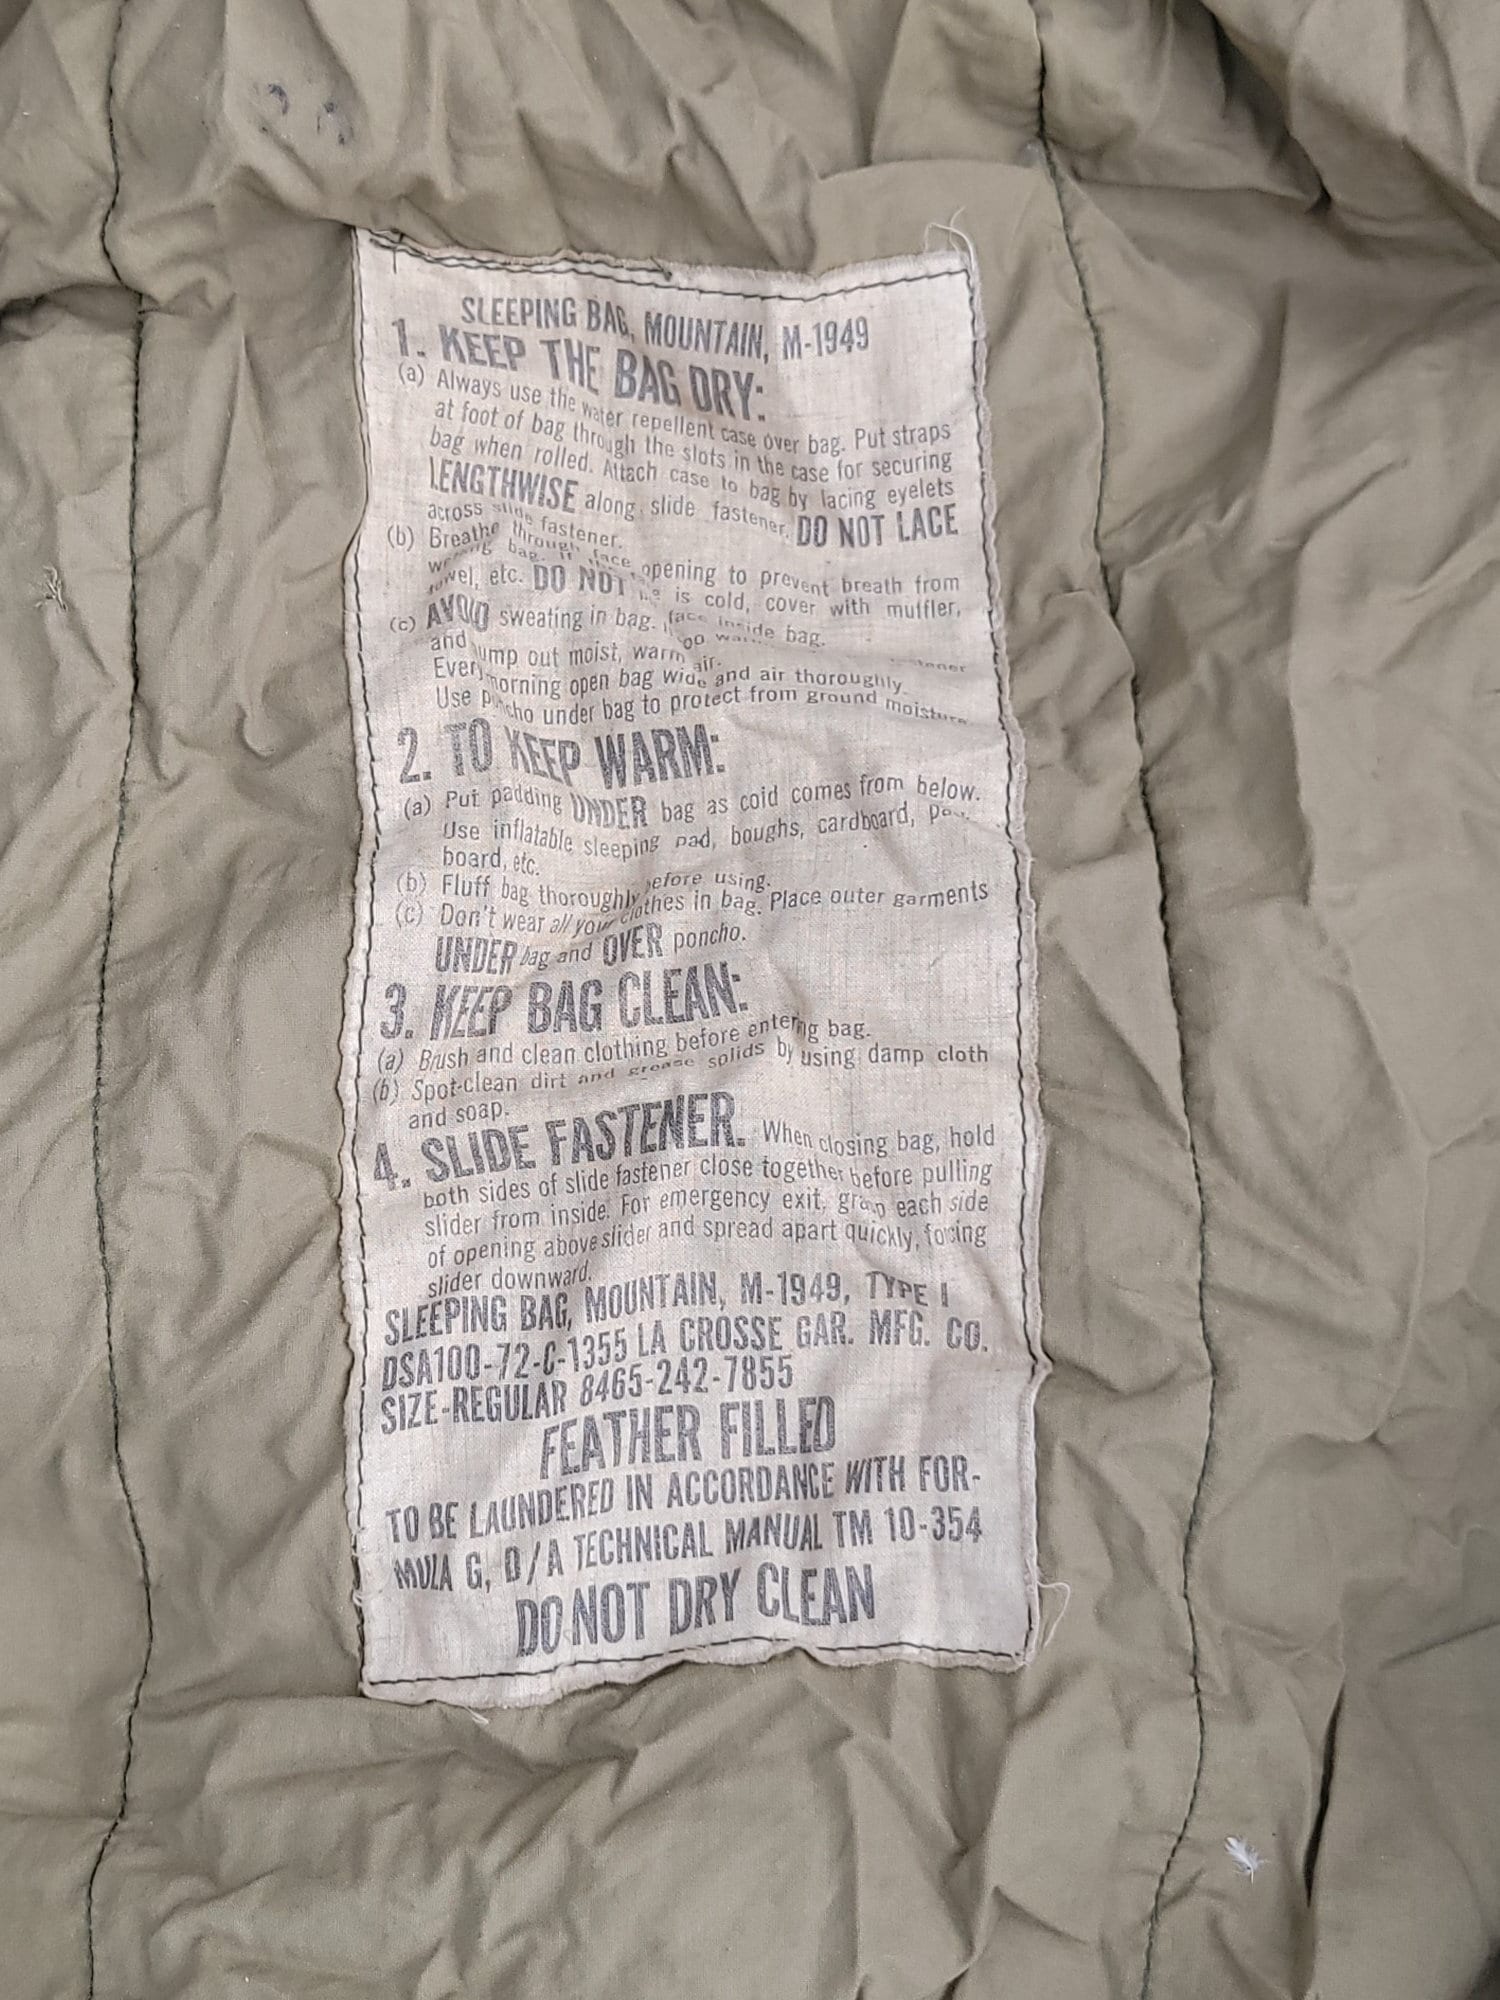 SLEEPING BAG, MOUNTAIN, M-1949
1. KEEP THE BAG DRY:
(a) Always use the water repellent case over bag. Put straps
at foot of bag through the slots in the case for securing
bag when rolled. Attach case to bag by lacing eyelets
LENGTHWISE along slide fastener. DO NOT LACE
across slide fastener.
(b) Breathe through face opening to prevent breath from
bag. If is cold, cover with muffler,
towel, etc. DO NOT face inside bag.
(c) AVOID sweating in bag.
and out moist, warm air.
Every morning open bag wide and air thoroughly.
Use poncho under bag to protect from ground moisture
2. TO KEEP WARM:
(a) Put padding UNDER bag as cold comes from below.
Use inflatable sleeping pad, boughs, cardboard,
board, etc.
(b) Fluff bag thoroughly before using.
(c) Don't wear all your clothes in bag. Place outer garments
UNDER bag and OVER poncho.
3. KEEP BAG CLEAN:
(a) Brush and clean clothing before entering bag.
(b) Spot-clean dirt and grease solids by using damp cloth
and soap.
4. SLIDE FASTENER. When closing bag, hold
both sides of slide fastener close together before pulling
slider from inside. For emergency exit, grasp each side
of opening above slider and spread apart quickly, forcing
slider downward.
SLEEPING BAG, MOUNTAIN, M-1949, TYPE I
DSA100-72-C-1355 LA CROSSE GAR. MFG. CO.
SIZE-REGULAR 8465-242-7855
FEATHER FILLED
TO BE LAUNDERED IN ACCORDANCE WITH FOR-
MULA G, D/A TECHNICAL MANUAL TM 10-354
DO NOT DRY CLEAN